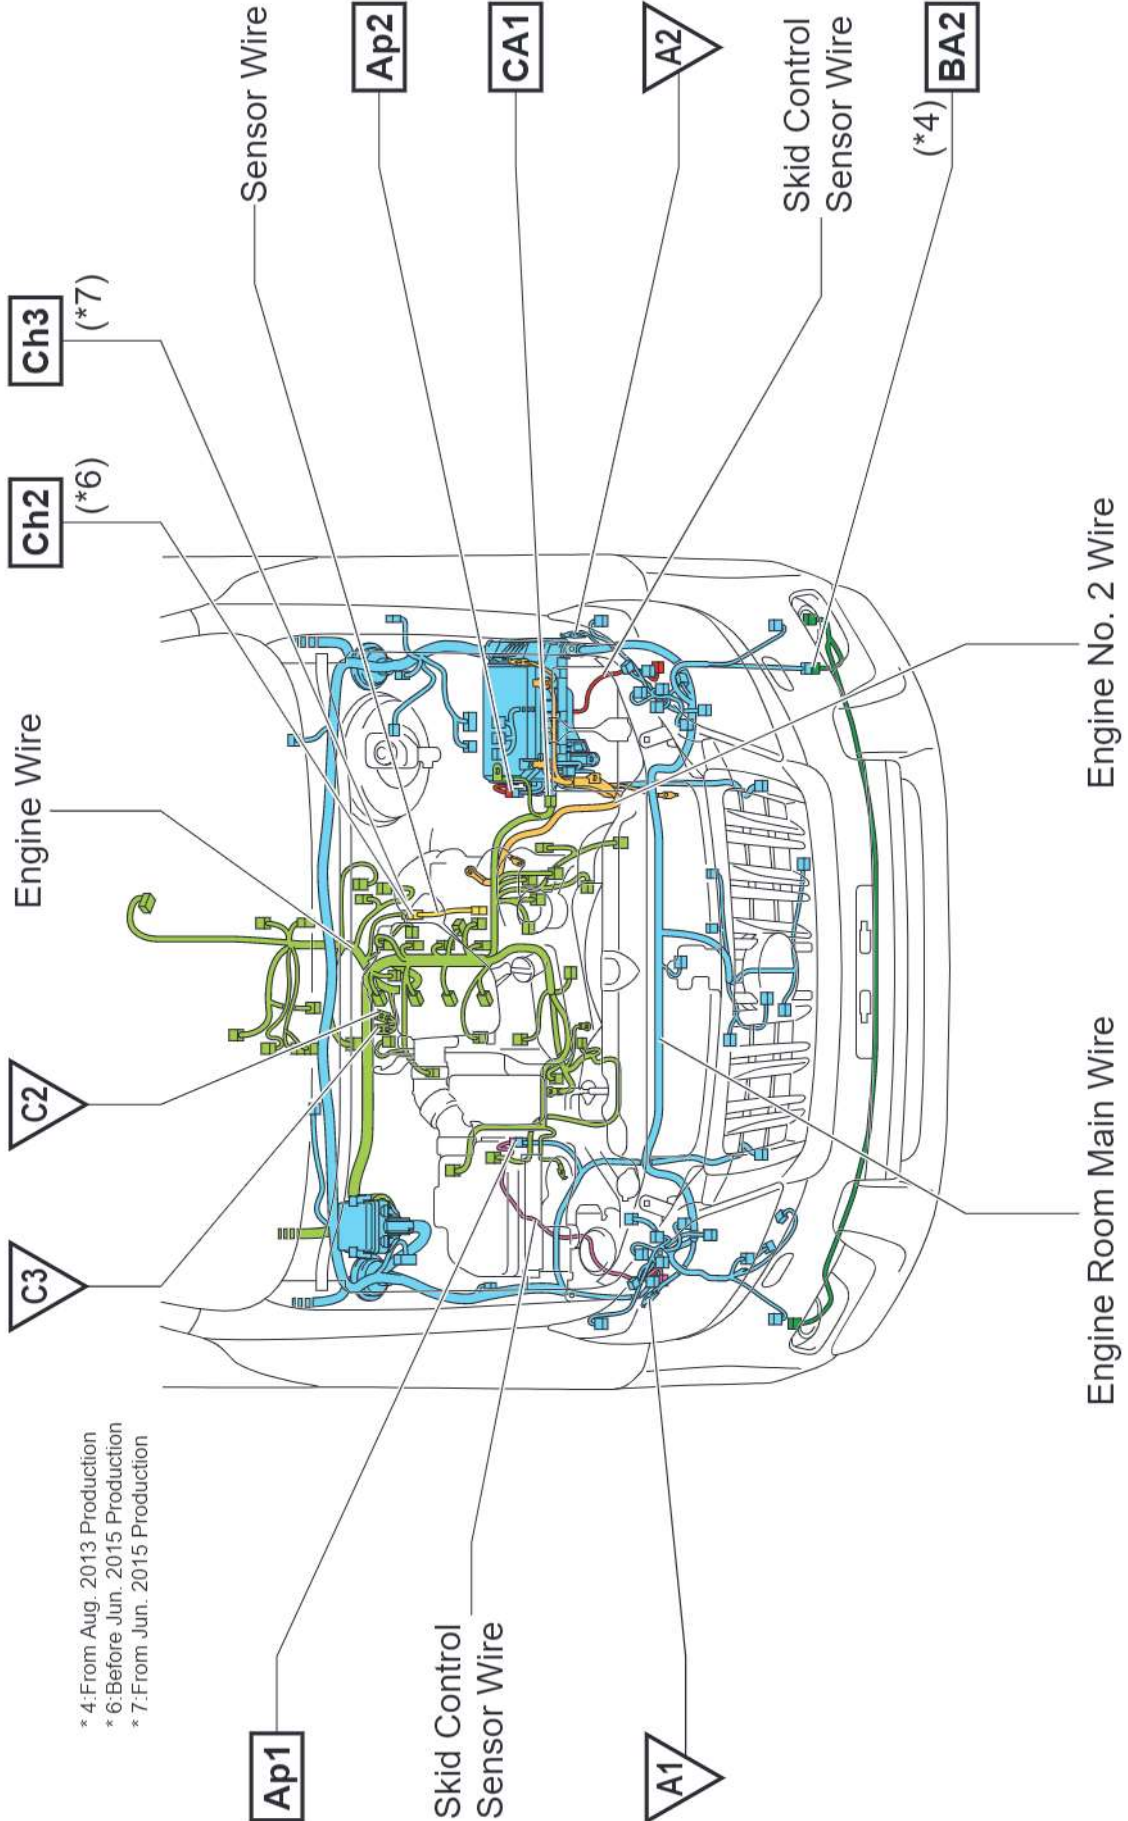 * 4:From Aug. 2013 Production
* 6:Before Jun. 2015 Production
* 7:From Jun. 2015 Production
C3
C2
Engine Wire
Ch2
(*6)
Ch3
(*7)
Ap1
Sensor Wire
Ap2
Skid Control
Sensor Wire
CA1
A1
A2
Skid Control
Sensor Wire
(*4)
BA2
Engine Room Main Wire
Engine No. 2 Wire